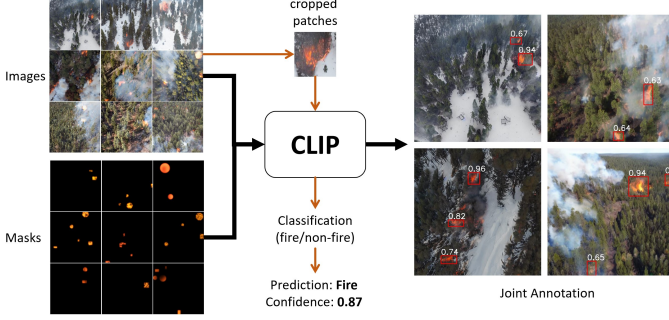 cropped
patches
Images
CLIP
Masks
Classification
(fire/non-fire)
Prediction: Fire
Confidence: 0.87
0.67
0.94
0.63
0.64
0.96
0.82
0.74
0.94
0.65
Joint Annotation